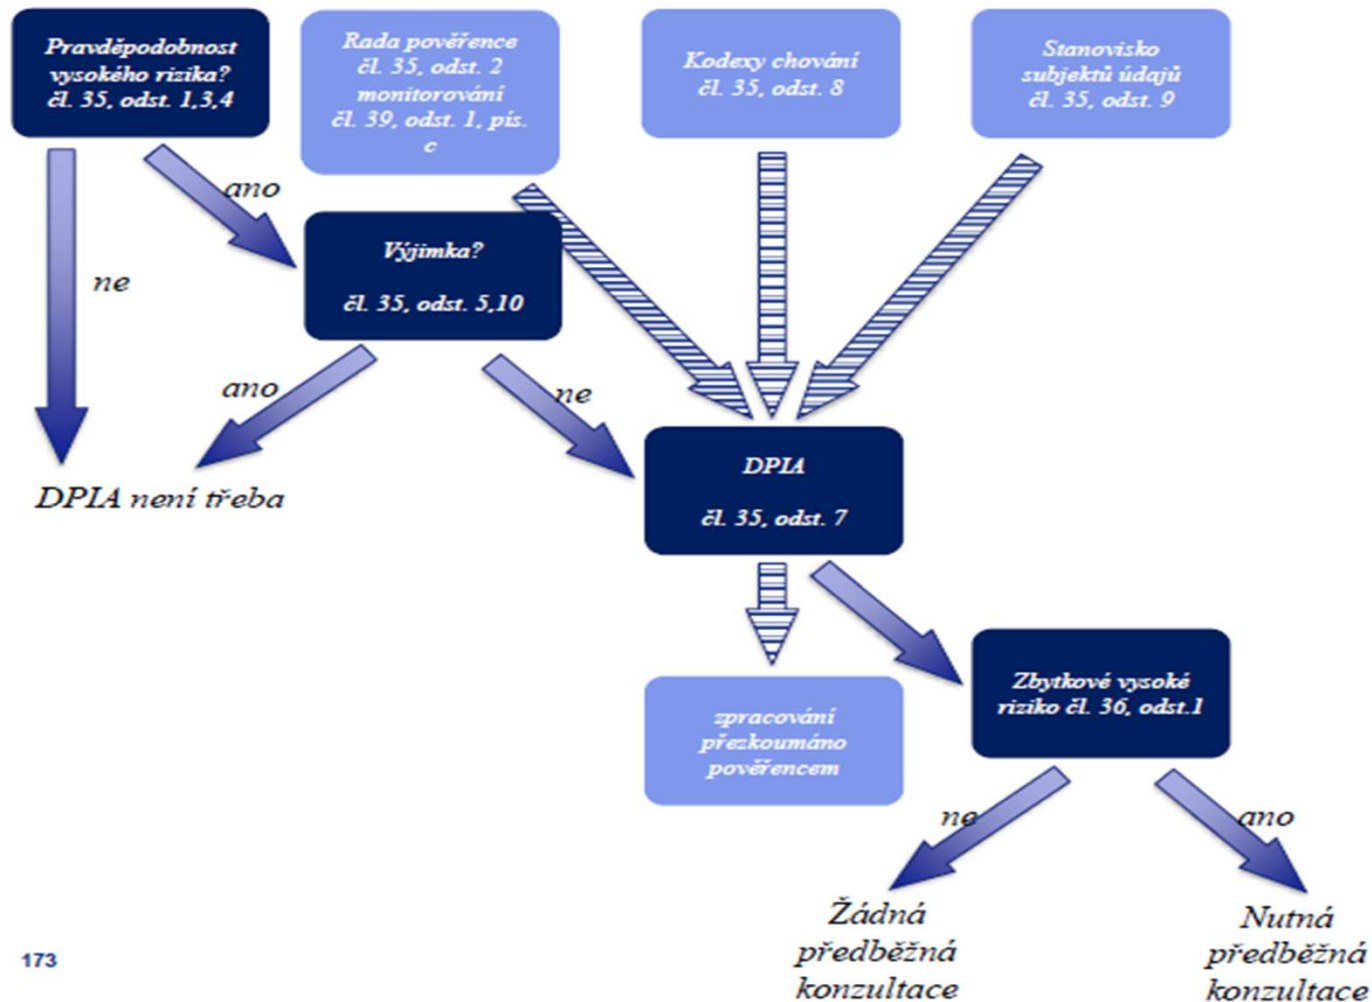 Pravděpodobnost
vysokého rizika?
čl. 35, odst. 1,3,4
Rada pověřence
čl. 35, odst. 2
monitorování
čl. 39, odst. 1, pís.
c
Kodexy chování
čl. 35, odst. 8
Stanovisko
subjektů údajů
čl. 35, odst. 9
ano
ne
Výjimka?
čl. 35, odst. 5,10
ano
ne
DPIA není třeba
DPIA
čl. 35, odst. 7
zpracování
přezkoumáno
pověřencem
Zbytkové vysoké
riziko čl. 36, odst.1
ne
ano
Žádná
předběžná
konzultace
Nutná
předběžná
konzultace
173